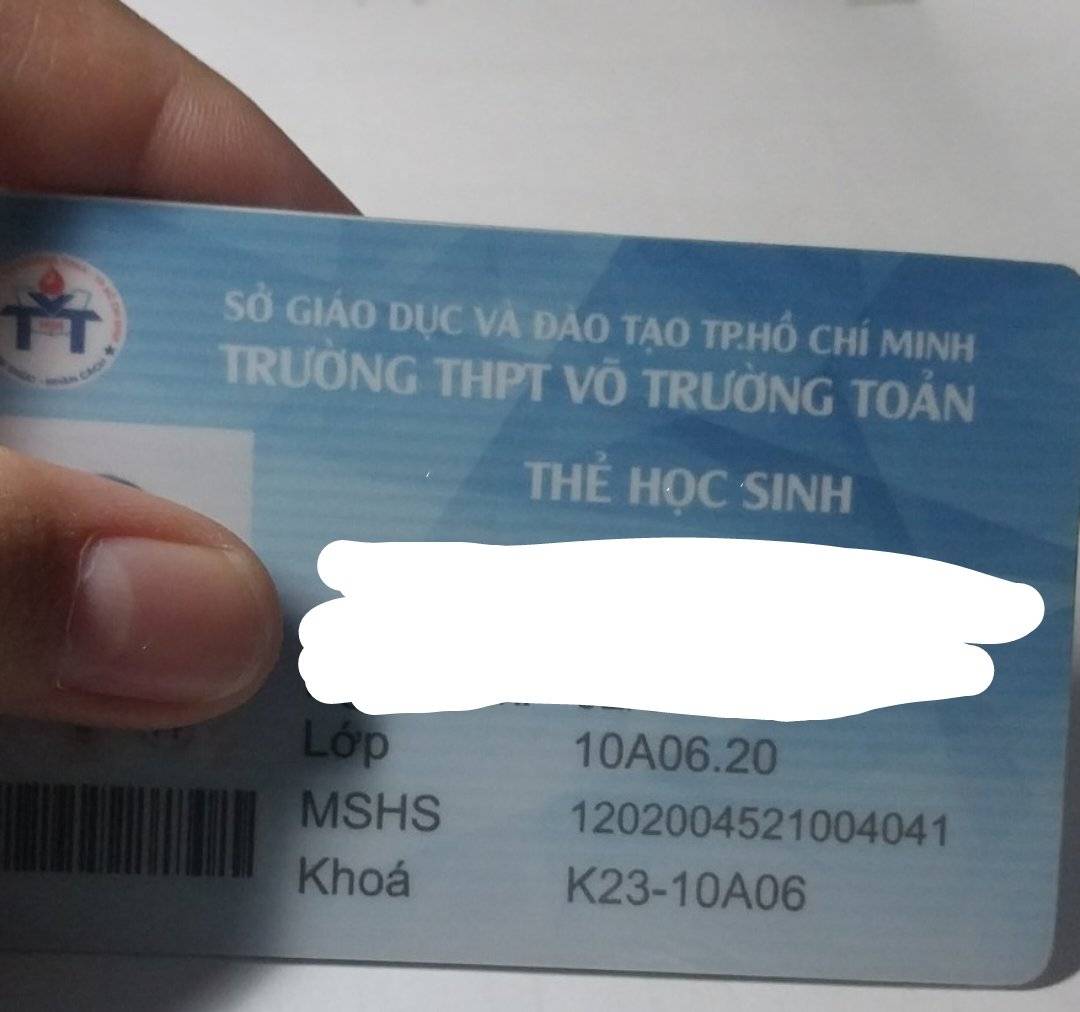 SỞ GIÁO DỤC VÀ ĐÀO TẠO TP.HỒ CHÍ MINH
TRƯỜNG THPT VÕ TRƯỜNG TOẢN
THẺ HỌC SINH
Lớp 10A06.20
MSHS 1202004521004041
Khoá K23-10A06